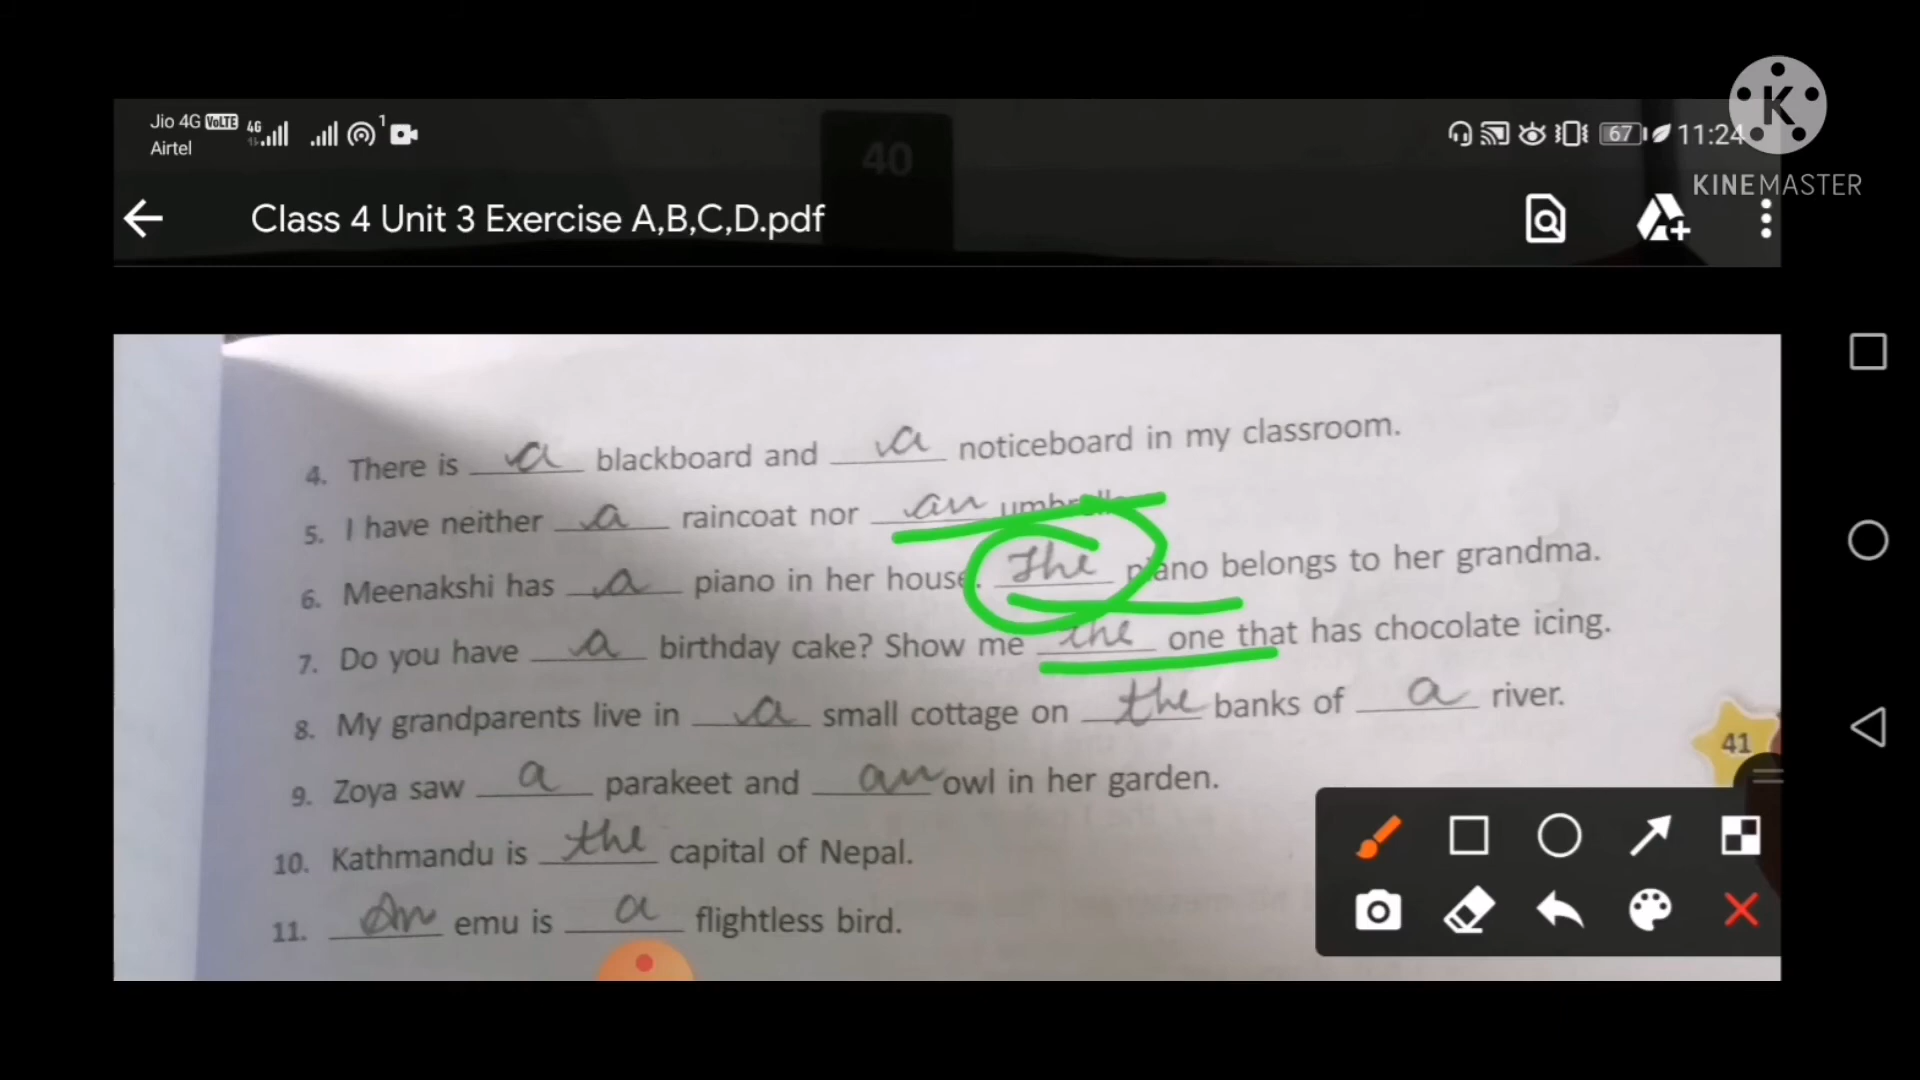 Jio 4G VoLTE 4G 1 67 11:24
Airtel
40
K
KINEMASTER
Class 4 Unit 3 Exercise A,B,C,D.pdf
4. There is a blackboard and a noticeboard in my classroom.
5. I have neither a raincoat nor an umbrella
6. Meenakshi has a piano in her house. The piano belongs to her grandma.
7. Do you have a birthday cake? Show me the one that has chocolate icing.
8. My grandparents live in a small cottage on the banks of a river.
41
9. Zoya saw a parakeet and an owl in her garden.
10. Kathmandu is the capital of Nepal.
11. An emu is a flightless bird.